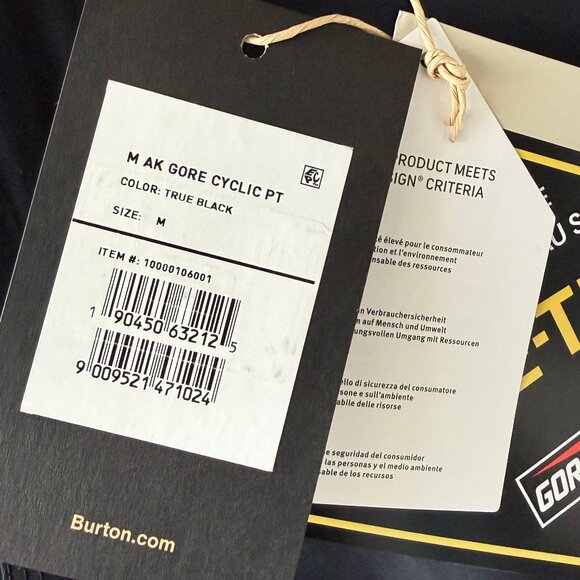 M AK GORE CYCLIC PT
COLOR: TRUE BLACK
SIZE: M
ITEM #: 10000106001
1 90450 63212 5
9 009521 471024
Burton.com
PRODUCT MEETS
SIGN® CRITERIA
é élevé pour le consommateur
tion et l'environnement
nsable des ressources
n Verbrauchersicherheit
n auf Mensch und Umwelt
ungsvollen Umgang mit Ressourcen
ello di sicurezza del consumatore
sone e sull'ambiente
abile delle risorse
e seguridad del consumidor
las personas y el medio ambiente
able de los recursos
U S
-T
GOR